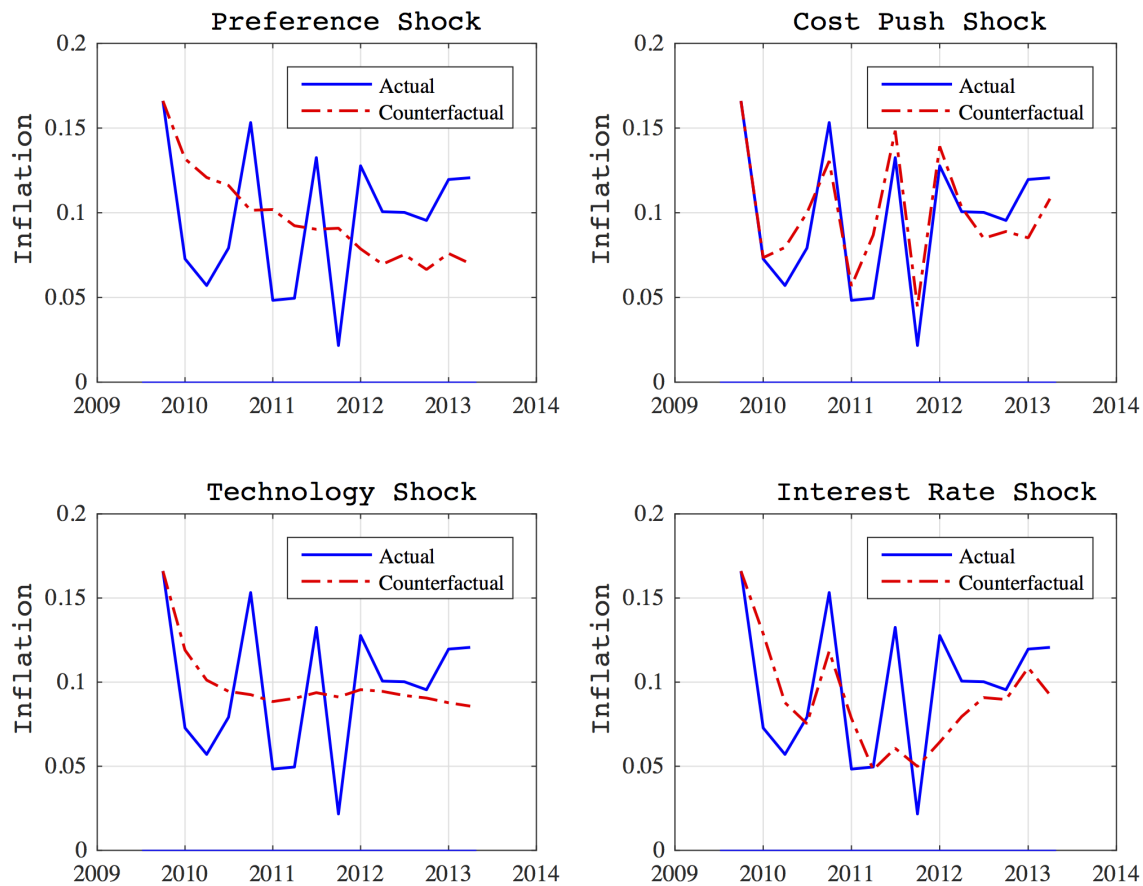 Preference Shock
Inflation
0.2
0.15
0.1
0.05
0
Actual
Counterfactual
2009 2010 2011 2012 2013 2014
Cost Push Shock
Inflation
0.2
0.15
0.1
0.05
0
Actual
Counterfactual
2009 2010 2011 2012 2013 2014
Technology Shock
Inflation
0.2
0.15
0.1
0.05
0
Actual
Counterfactual
2009 2010 2011 2012 2013 2014
Interest Rate Shock
Inflation
0.2
0.15
0.1
0.05
0
Actual
Counterfactual
2009 2010 2011 2012 2013 2014